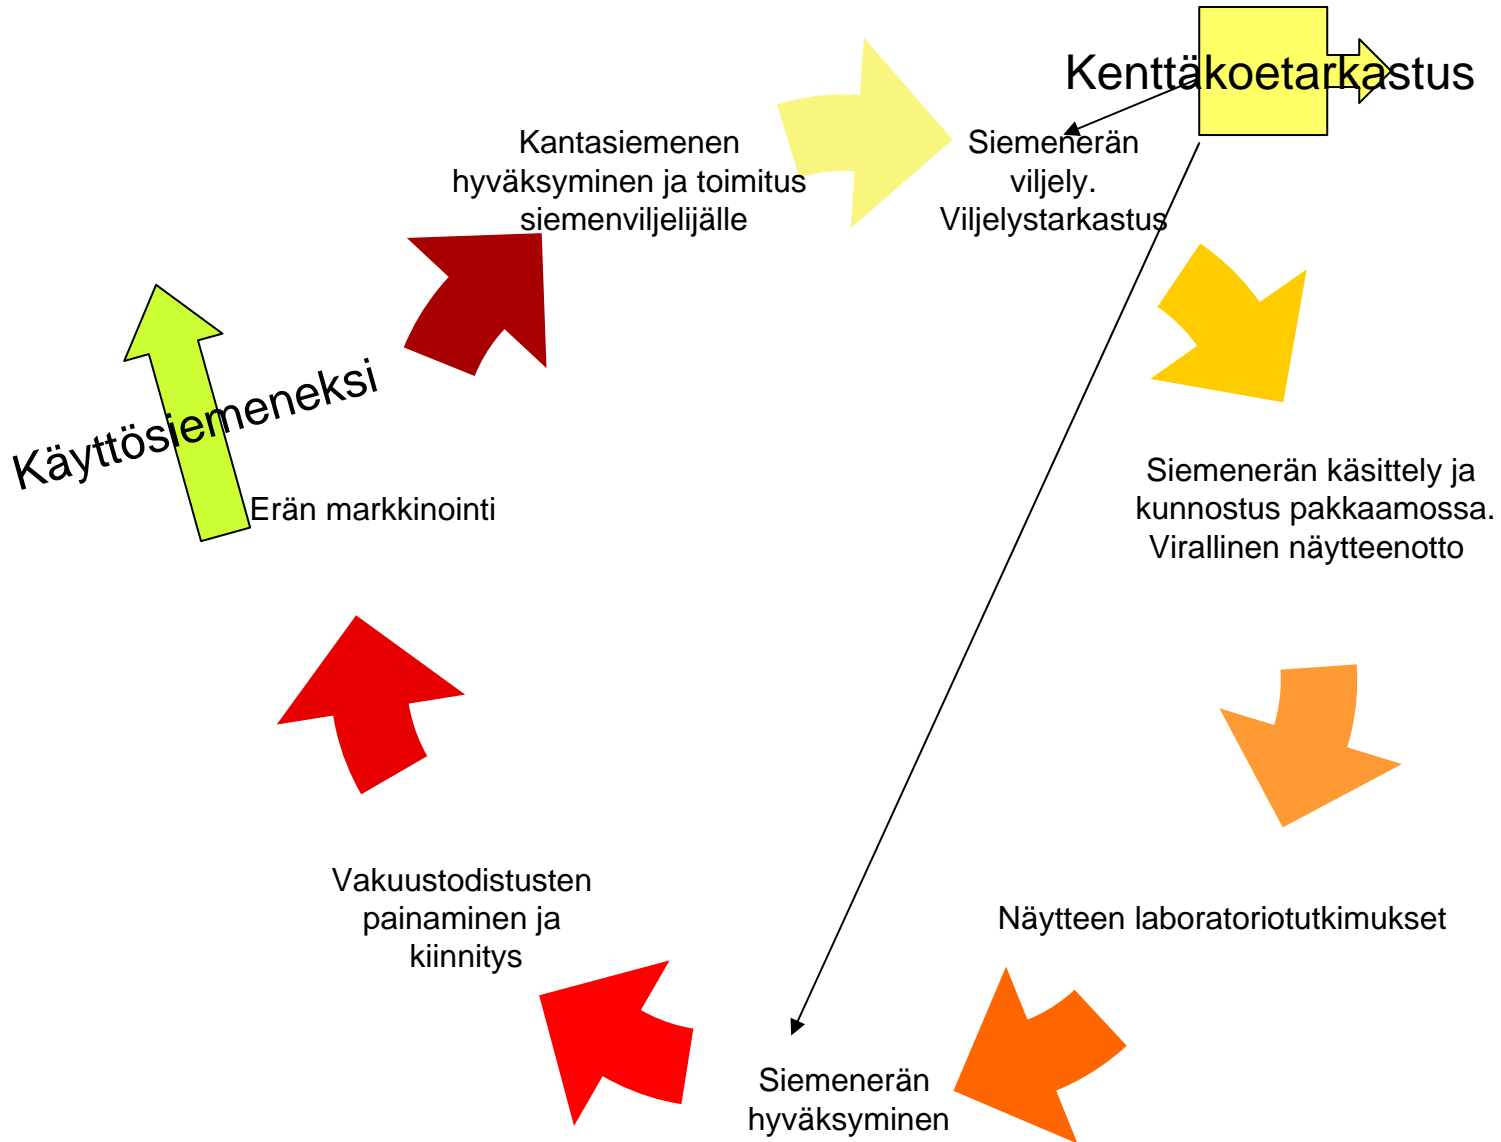 Kenttäkoetarkastus
Kantasiemenen
hyväksyminen ja toimitus
siemenviljelijälle
Siemenerän
viljely.
Viljelystarkastus
Siemenerän käsittely ja
kunnostus pakkaamossa.
Virallinen näytteenotto
Näytteen laboratoriotutkimukset
Siemenerän
hyväksyminen
Vakuustodistusten
painaminen ja
kiinnitys
Erän markkinointi
Käyttösiemeneksi